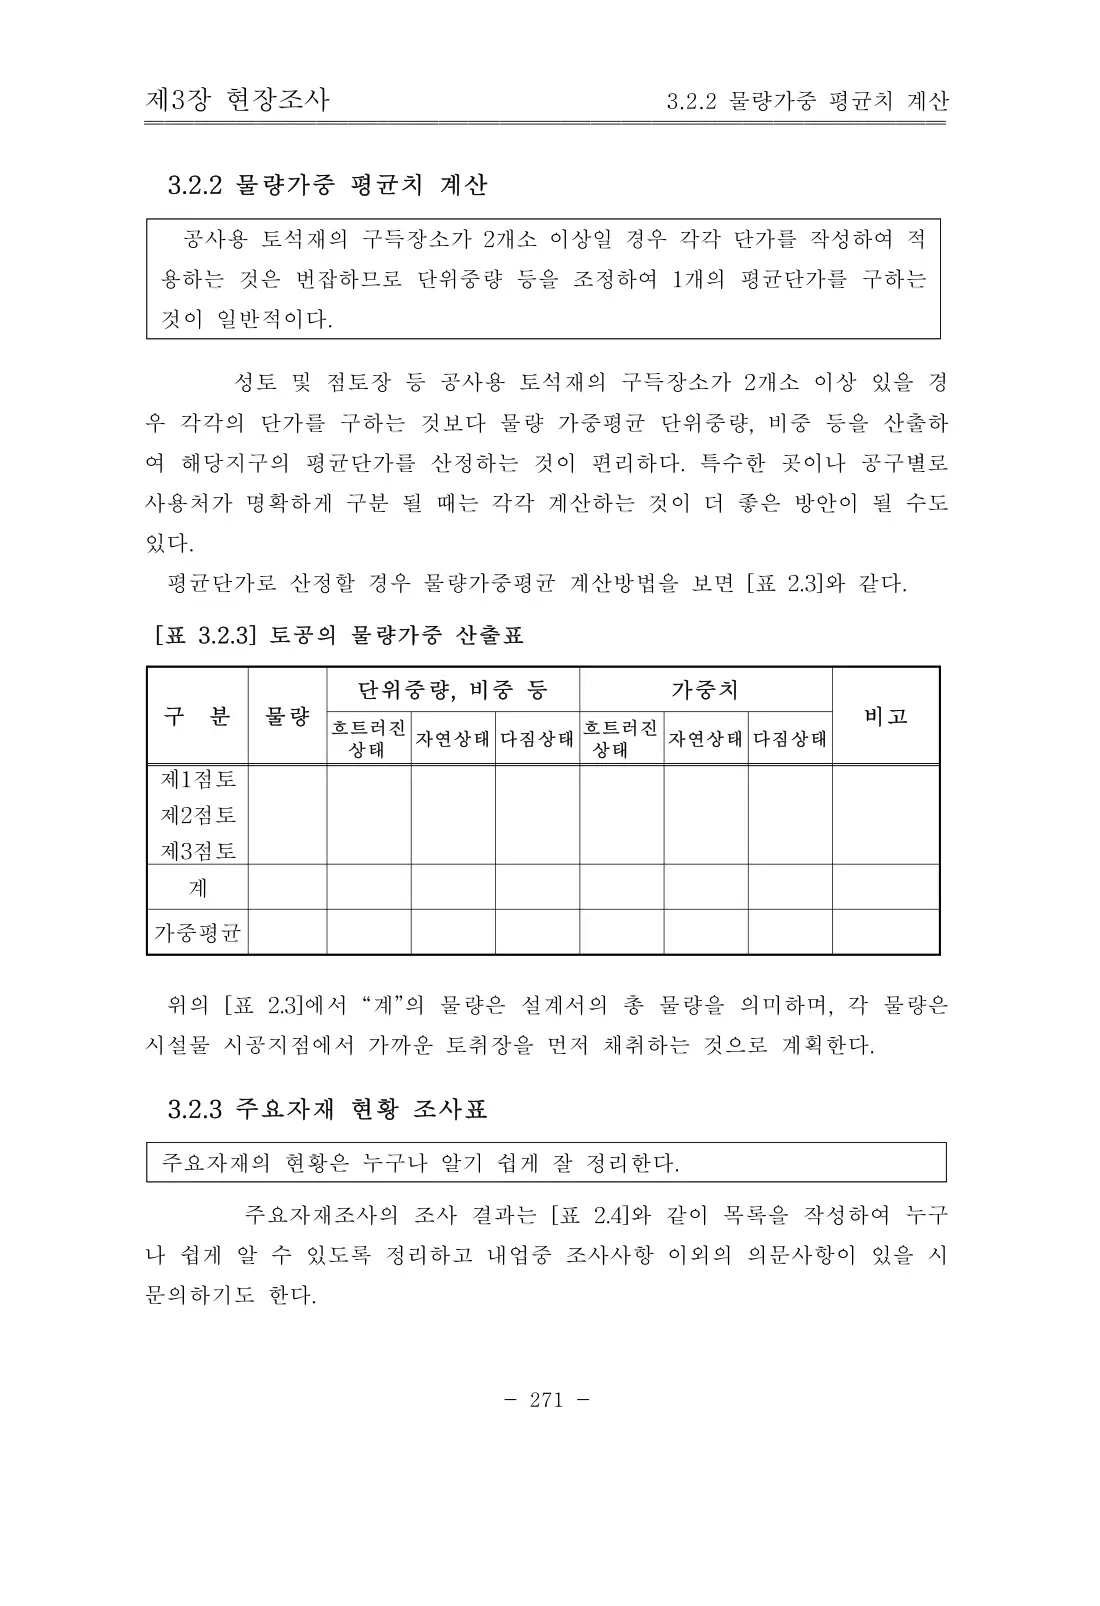 제3장 현장조사
3.2.2 물량가중 평균치 계산
3.2.2 물량가중 평균치 계산
공사용 토석재의 구득장소가 2개소 이상일 경우 각각 단가를 작성하여 적
용하는 것은 번잡하므로 단위중량 등을 조정하여 1개의 평균단가를 구하는
것이 일반적이다.
성토 및 점토장 등 공사용 토석재의 구득장소가 2개소 이상 있을 경
우 각각의 단가를 구하는 것보다 물량 가중평균 단위중량, 비중 등을 산출하
여 해당지구의 평균단가를 산정하는 것이 편리하다. 특수한 곳이나 공구별로
사용처가 명확하게 구분 될 때는 각각 계산하는 것이 더 좋은 방안이 될 수도
있다.
평균단가로 산정할 경우 물량가중평균 계산방법을 보면 [표 2.3]와 같다.
[표 3.2.3] 토공의 물량가중 산출표
구 분 물량 단위중량, 비중 등 가중치 비고
흐트러진 상태 자연상태 다짐상태 흐트러진 상태 자연상태 다짐상태
제1점토
제2점토
제3점토
계
가중평균
위의 [표 2.3]에서 “계”의 물량은 설계서의 총 물량을 의미하며, 각 물량은
시설물 시공지점에서 가까운 토취장을 먼저 채취하는 것으로 계획한다.
3.2.3 주요자재 현황 조사표
주요자재의 현황은 누구나 알기 쉽게 잘 정리한다.
주요자재조사의 조사 결과는 [표 2.4]와 같이 목록을 작성하여 누구
나 쉽게 알 수 있도록 정리하고 내업중 조사사항 이외의 의문사항이 있을 시
문의하기도 한다.
- 271 -